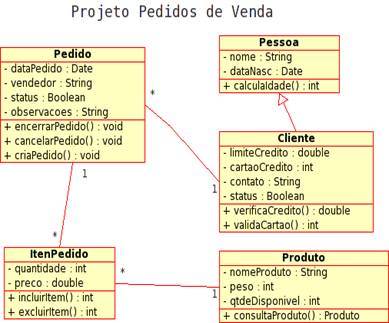 Projeto Pedidos de Venda
Pedido
- dataPedido : Date
- vendedor : String
- status : Boolean
- observacoes : String
+ encerrarPedido() : void
+ cancelarPedido() : void
+ criaPedido() : void
Pessoa
- nome : String
- dataNasc : Date
+ calculaIdade() : int
*
1
Cliente
- limiteCredito : double
- cartaoCredito : int
- contato : String
- status : Boolean
+ verificaCredito() : double
+ validaCartao() : int
1
*
ItenPedido
- quantidade : int
- preco : double
+ incluirItem() : int
+ excluirItem() : int
*
1
Produto
- nomeProduto : String
- peso : int
- qtdeDisponivel : int
+ consultaProduto() : Produto